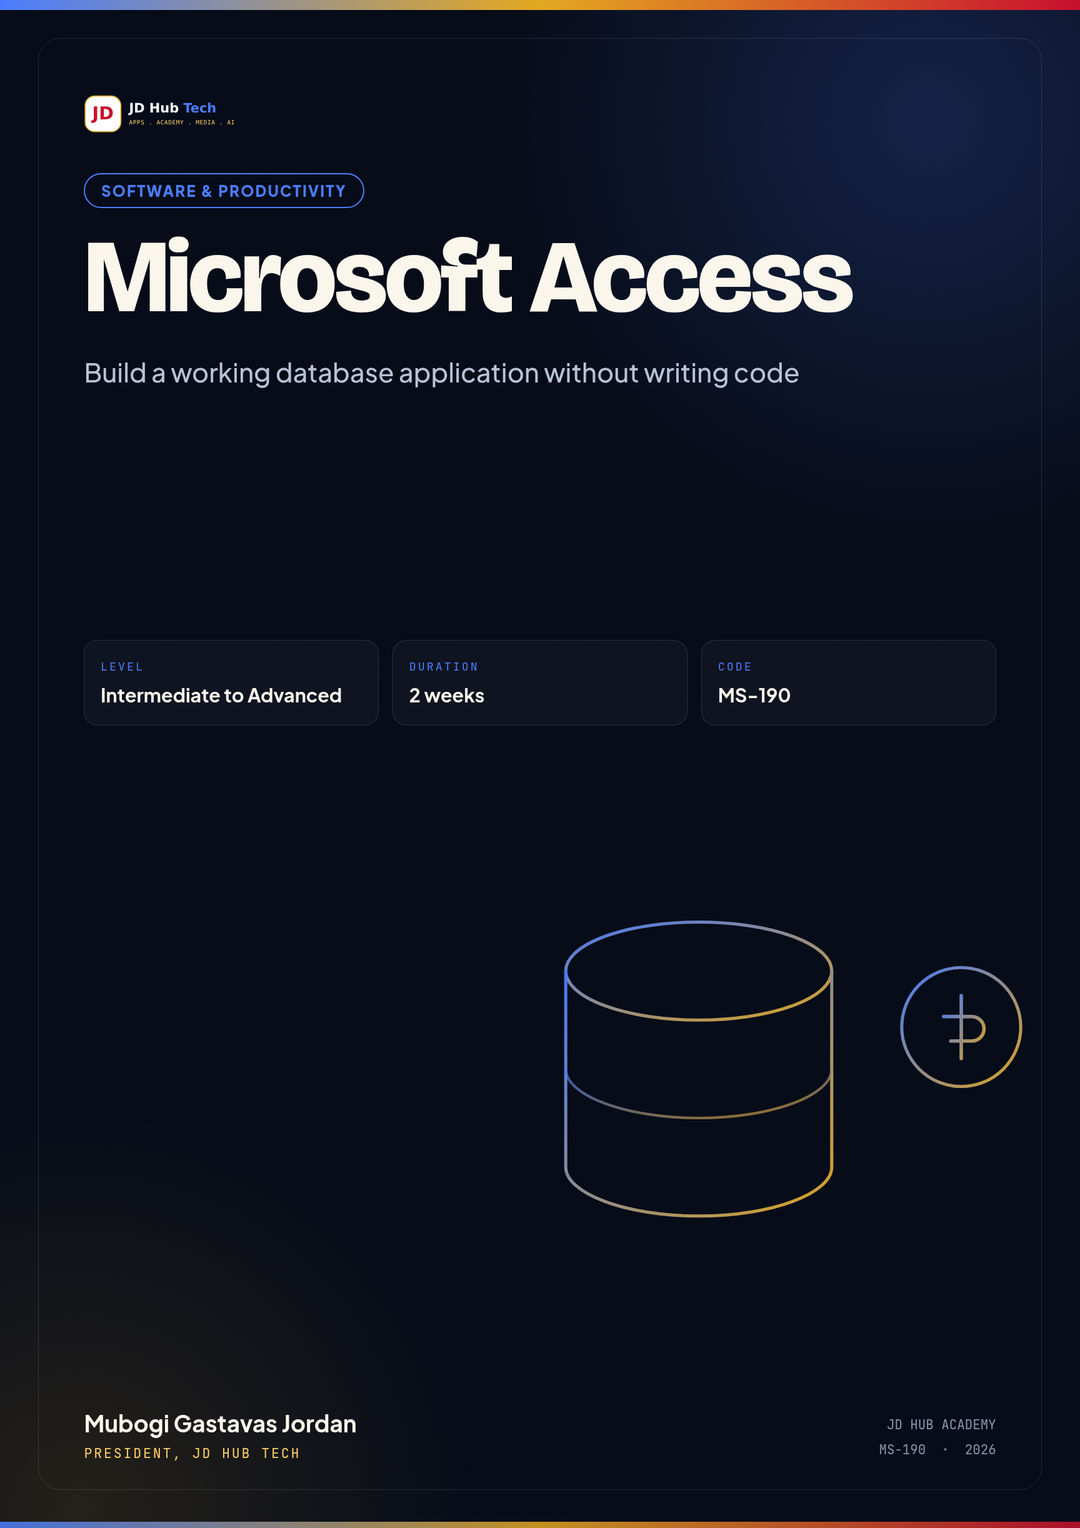 JD
JD Hub Tech
APPS . ACADEMY . MEDIA . AI
SOFTWARE & PRODUCTIVITY
Microsoft Access
Build a working database application without writing code
LEVEL
Intermediate to Advanced
DURATION
2 weeks
CODE
MS-190
Mubogi Gastavas Jordan
PRESIDENT, JD HUB TECH
JD HUB ACADEMY
MS-190 · 2026